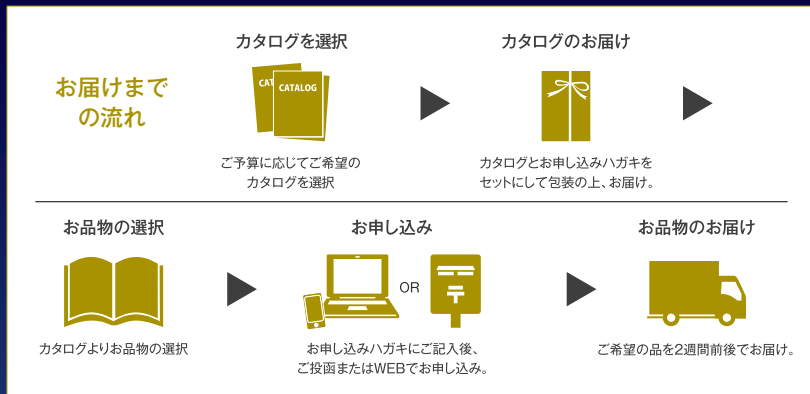 お届けまで
の流れ
カタログを選択
CATALOG
CATALOG
ご予算に応じてご希望の
カタログを選択
カタログのお届け
カタログとお申し込みハガキを
セットにして包装の上、お届け。
お品物の選択
カタログよりお品物の選択
お申し込み
OR
〒
お申し込みハガキにご記入後、
ご投函またはWEBでお申し込み。
お品物のお届け
ご希望の品を2週間前後でお届け。